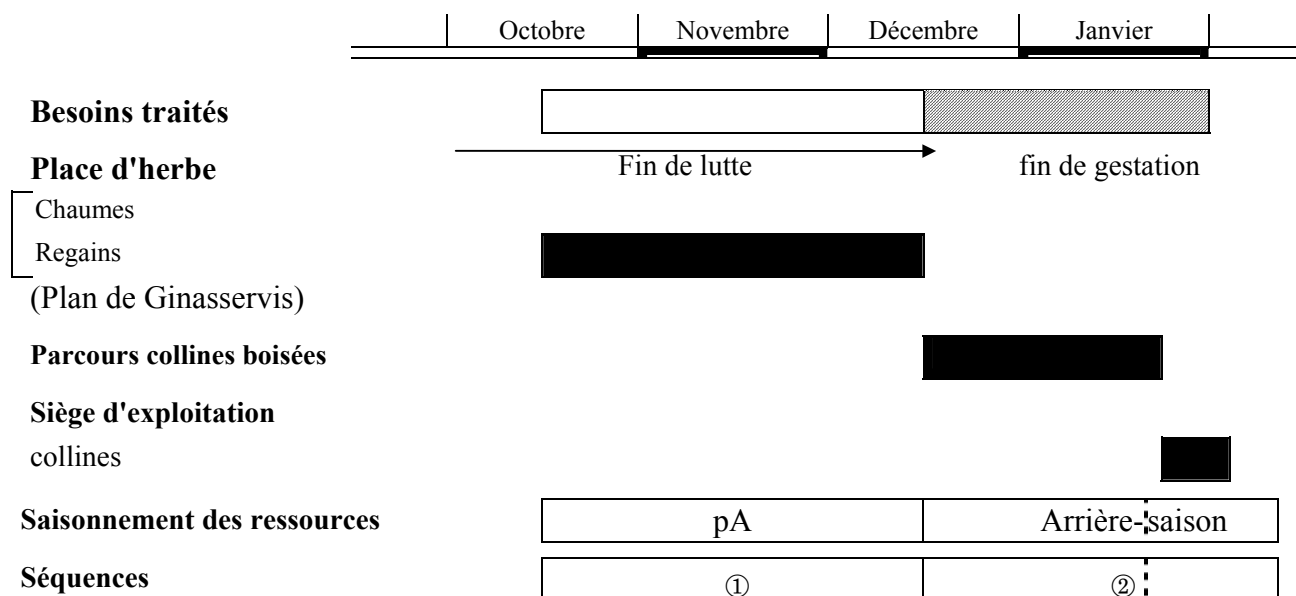 Octobre Novembre Décembre Janvier
Besoins traités
Place d'herbe Fin de lutte fin de gestation
Chaumes
Regains
(Plan de Ginasservis)
Parcours collines boisées
Siège d'exploitation
collines
Saisonnement des ressources pA Arrière-saison
Séquences ① ②